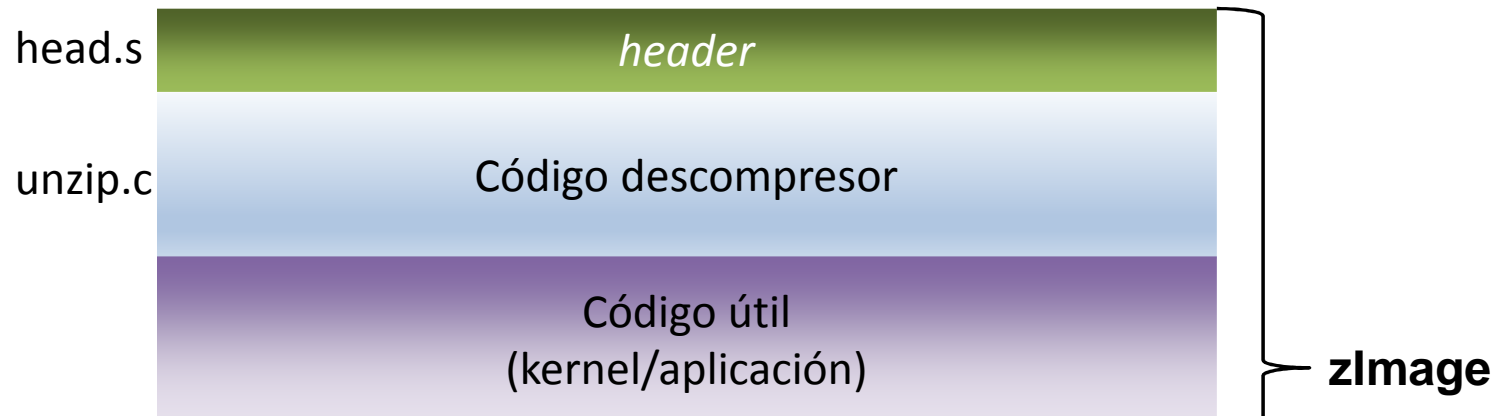 head.s
header
unzip.c
Código descompresor
Código útil
(kernel/aplicación)
zImage